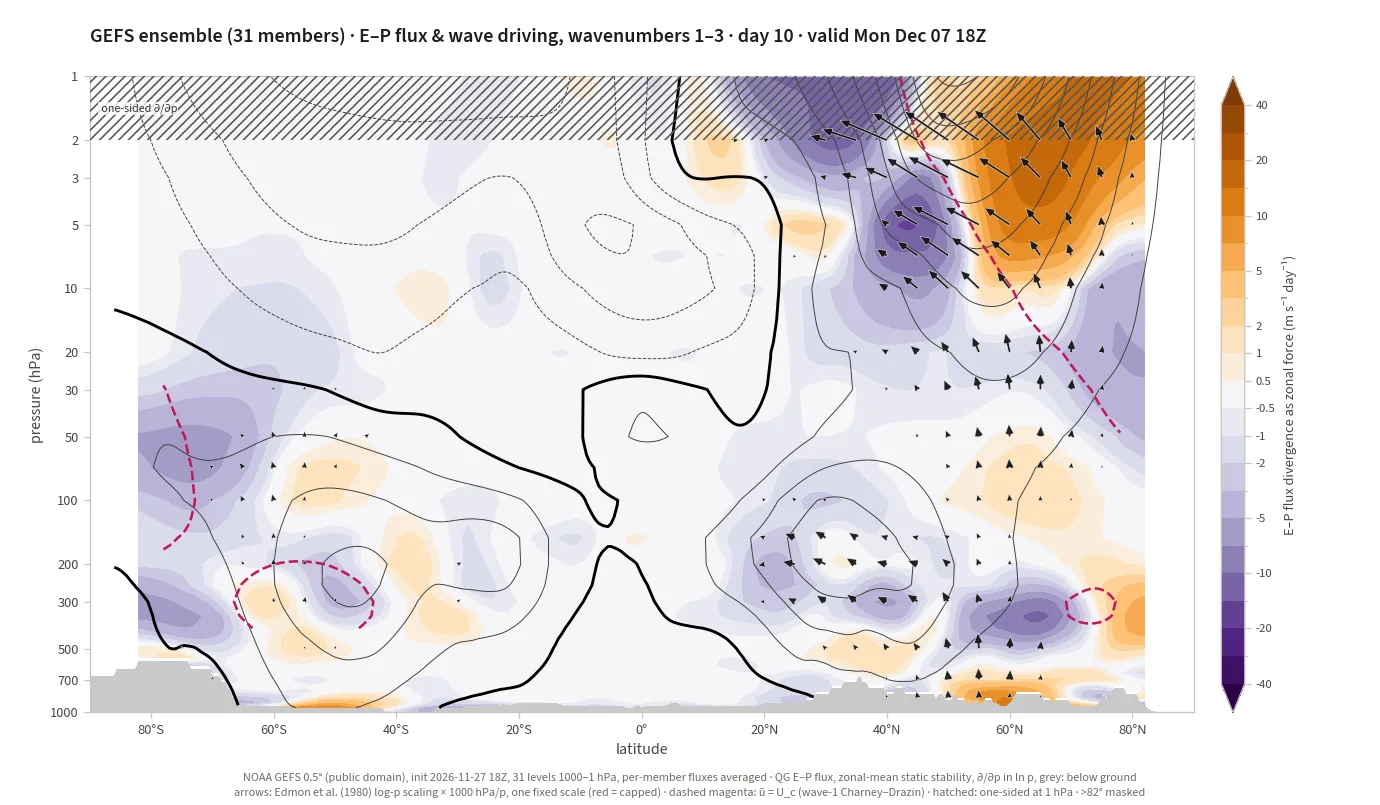 GEFS ensemble (31 members) · E–P flux & wave driving, wavenumbers 1–3 · day 10 · valid Mon Dec 07 18Z
one-sided ∂/∂p
1
2
3
5
10
20
30
50
100
200
300
500
700
1000
pressure (hPa)
80°S
60°S
40°S
20°S
0°
20°N
40°N
60°N
80°N
latitude
40
20
10
5
2
1
0.5
-0.5
-1
-2
-5
-10
-20
-40
E–P flux divergence as zonal force (m s⁻¹ day⁻¹)
NOAA GEFS 0.5° (public domain), init 2026-11-27 18Z, 31 levels 1000–1 hPa, per-member fluxes averaged · QG E–P flux, zonal-mean static stability, ∂/∂p in ln p, grey: below ground
arrows: Edmon et al. (1980) log-p scaling × 1000 hPa/p, one fixed scale (red = capped) · dashed magenta: ū = U_c (wave-1 Charney–Drazin) · hatched: one-sided at 1 hPa · >82° masked